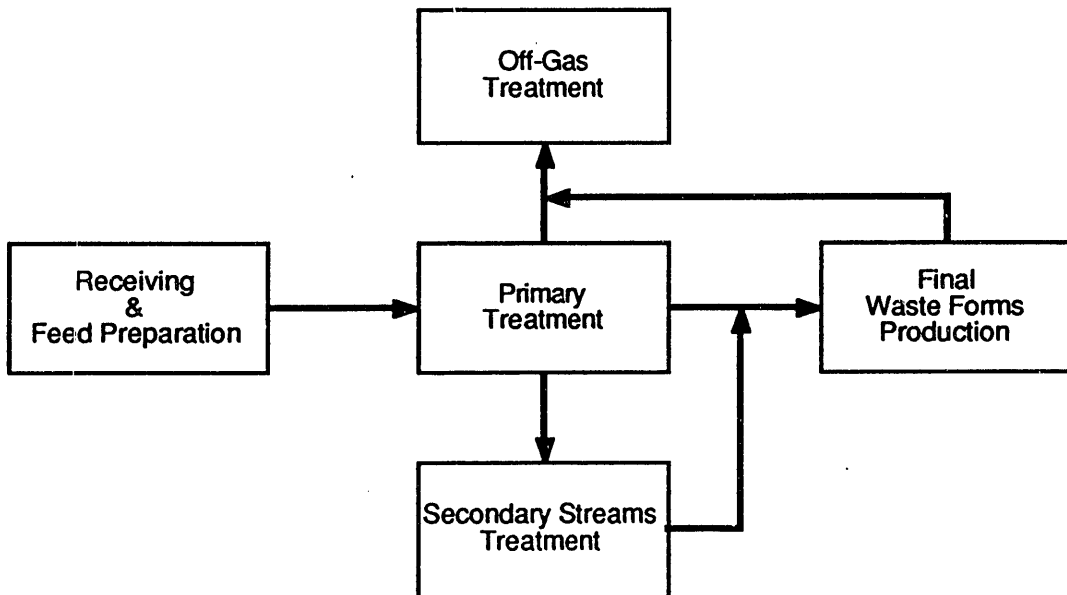 Off-Gas
Treatment
Receiving
&
Feed Preparation
Primary
Treatment
Final
Waste Forms
Production
Secondary Streams
Treatment